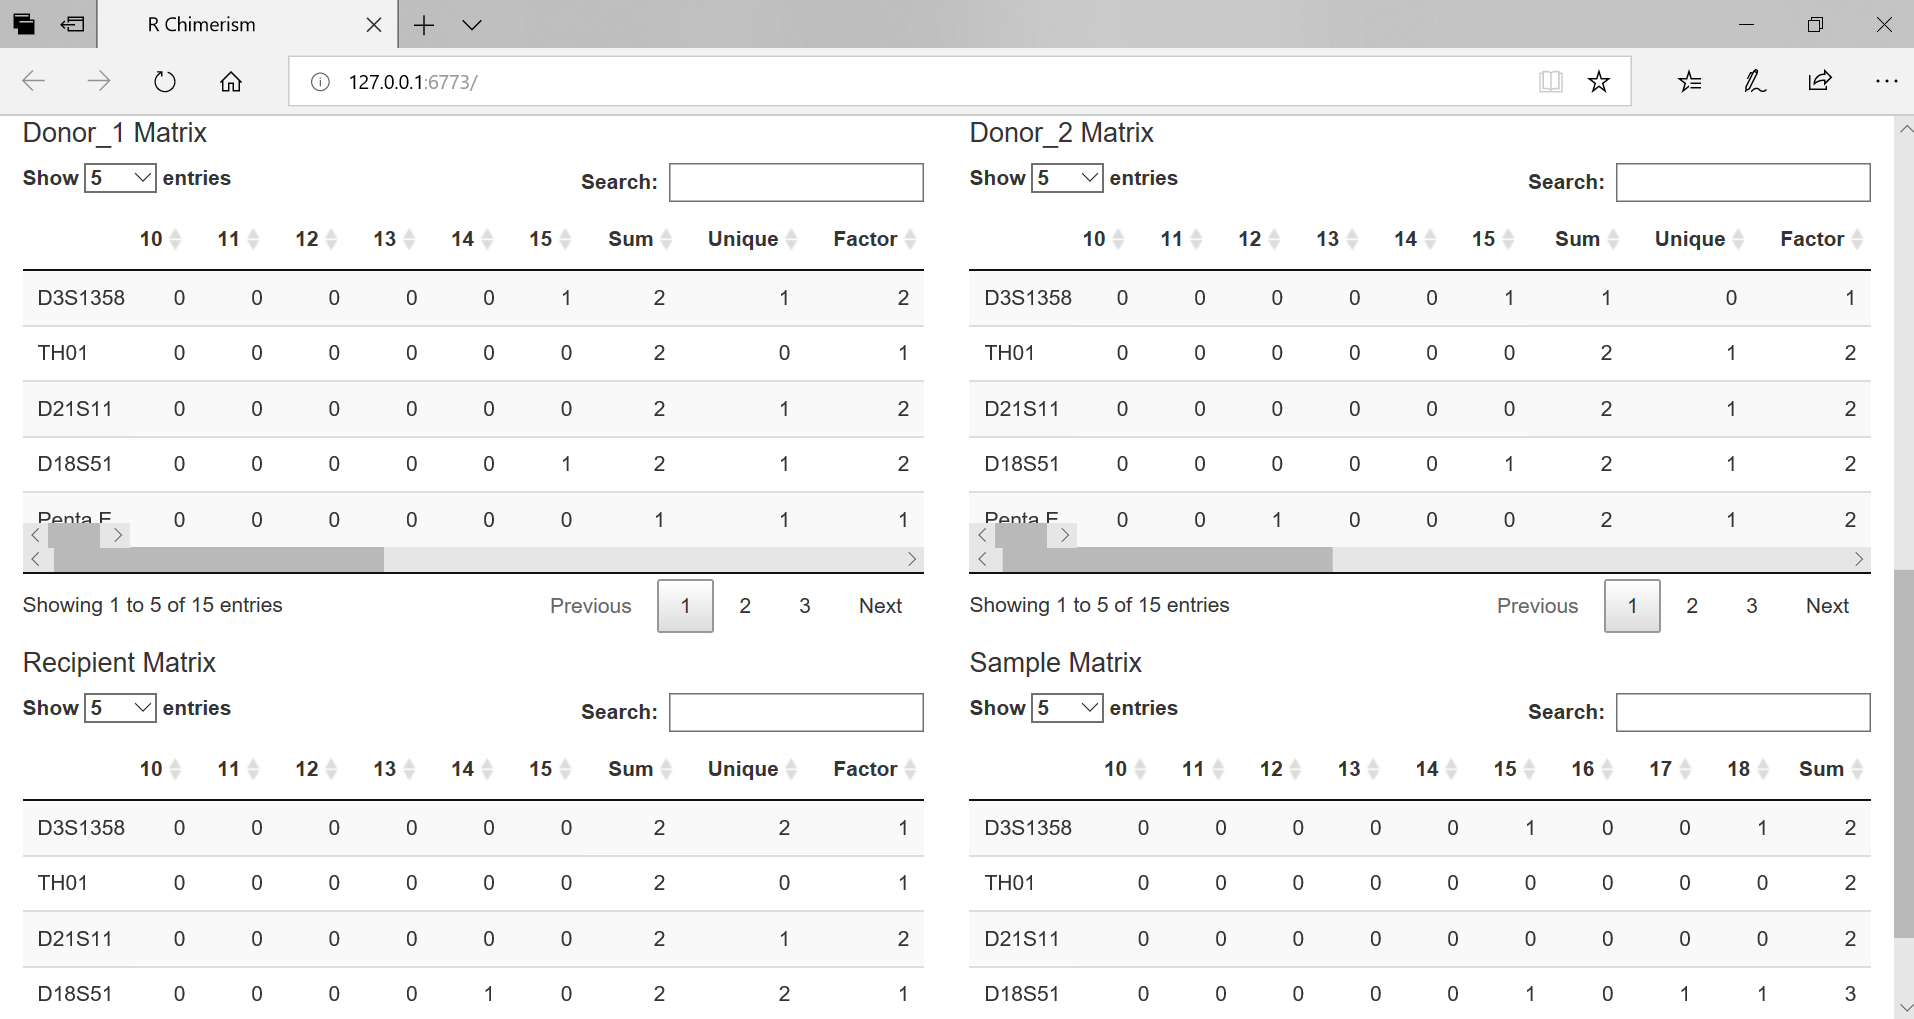 R Chimerism
127.0.0.1:6773/
Donor_1 Matrix
Show 5 entries Search:
10 11 12 13 14 15 Sum Unique Factor
D3S1358 0 0 0 0 0 1 2 1 2
TH01 0 0 0 0 0 0 2 0 1
D21S11 0 0 0 0 0 0 2 1 2
D18S51 0 0 0 0 0 1 2 1 2
Penta E 0 0 0 0 0 0 1 1 1
Showing 1 to 5 of 15 entries Previous 1 2 3 Next
Donor_2 Matrix
Show 5 entries Search:
10 11 12 13 14 15 Sum Unique Factor
D3S1358 0 0 0 0 0 1 1 0 1
TH01 0 0 0 0 0 0 2 1 2
D21S11 0 0 0 0 0 0 2 1 2
D18S51 0 0 0 0 0 1 2 1 2
Penta E 0 0 1 0 0 0 2 1 2
Showing 1 to 5 of 15 entries Previous 1 2 3 Next
Recipient Matrix
Show 5 entries Search:
10 11 12 13 14 15 Sum Unique Factor
D3S1358 0 0 0 0 0 0 2 2 1
TH01 0 0 0 0 0 0 2 0 1
D21S11 0 0 0 0 0 0 2 1 2
D18S51 0 0 0 0 1 0 2 2 1
Sample Matrix
Show 5 entries Search:
10 11 12 13 14 15 16 17 18 Sum
D3S1358 0 0 0 0 0 1 0 0 1 2
TH01 0 0 0 0 0 0 0 0 0 2
D21S11 0 0 0 0 0 0 0 0 0 2
D18S51 0 0 0 0 0 1 0 1 1 3